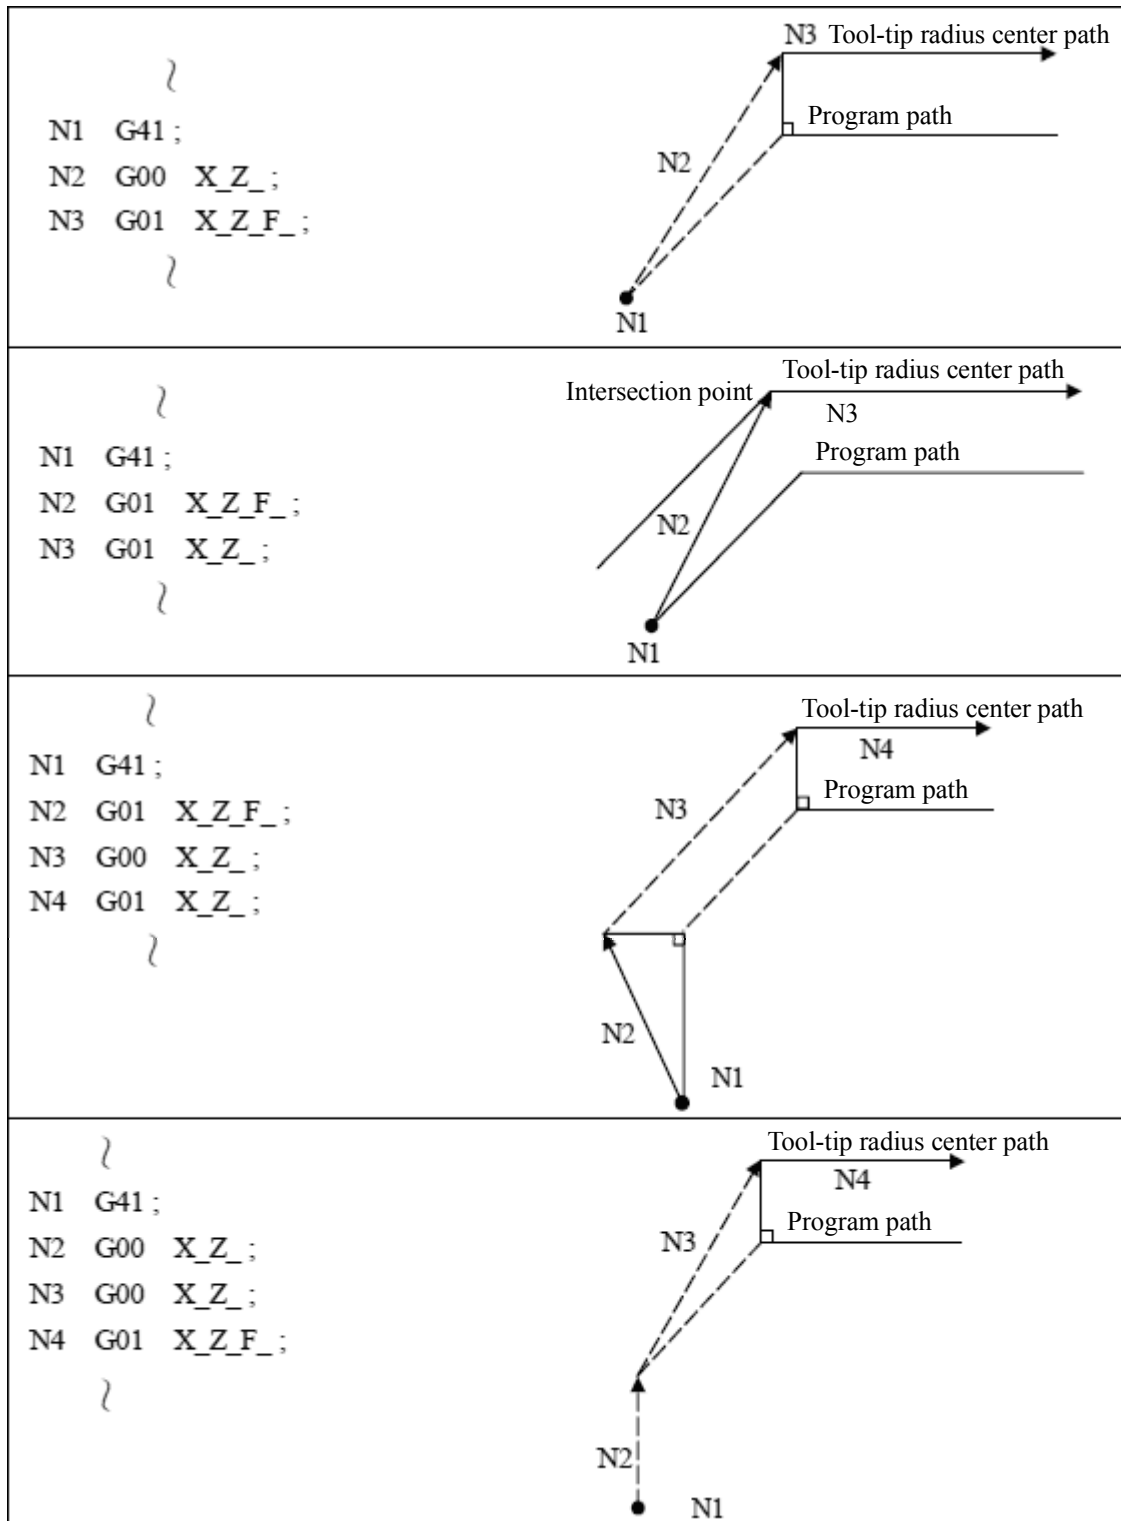 N1 G41 ;
N2 G00 X_Z_ ;
N3 G01 X_Z_F_ ;
N3 Tool-tip radius center path
Program path
N2
N1
N1 G41 ;
N2 G01 X_Z_F_ ;
N3 G01 X_Z_ ;
Tool-tip radius center path
Intersection point
N3
Program path
N2
N1
N1 G41 ;
N2 G01 X_Z_F_ ;
N3 G00 X_Z_ ;
N4 G01 X_Z_ ;
Tool-tip radius center path
N4
N3
Program path
N2
N1
N1 G41 ;
N2 G00 X_Z_ ;
N3 G00 X_Z_ ;
N4 G01 X_Z_F_ ;
Tool-tip radius center path
N4
Program path
N3
N2
N1